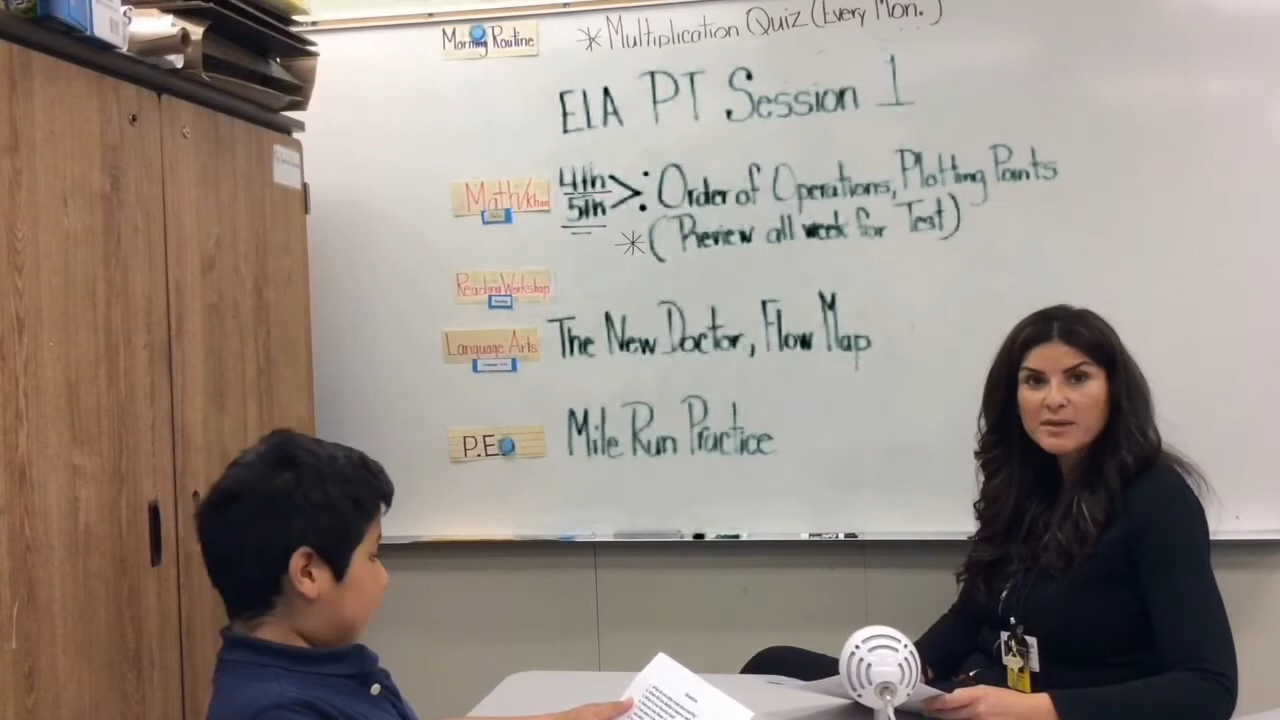 Morning Routine
* Multiplication Quiz (Every Mon.)
ELA PT Session 1
Math/Khan
4th
5th
>: Order of Operations, Plotting Points
* (Review all week for Test)
Reading Workshop
Language Arts
The New Doctor, Flow Map
P.E.
Mile Run Practice